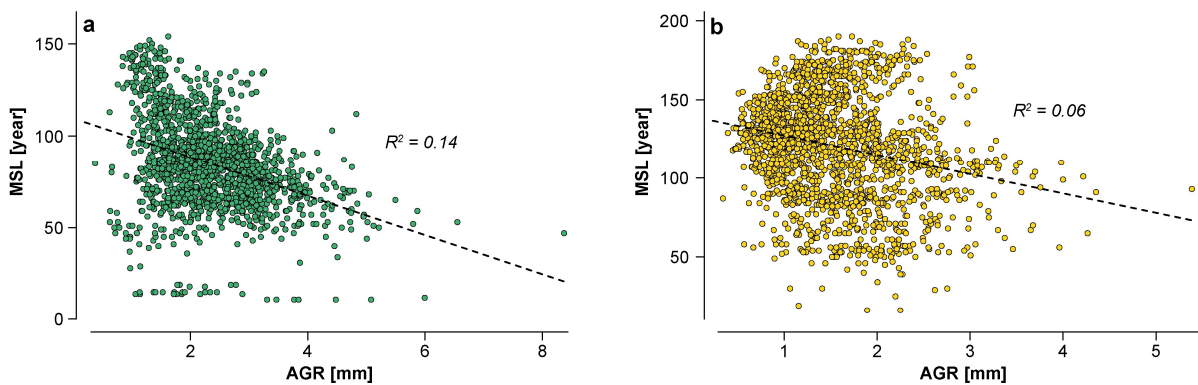 a
150
100
50
0
MSL [year]
R² = 0.14
2 4 6 8
AGR [mm]
b
200
150
100
50
MSL [year]
R² = 0.06
1 2 3 4 5
AGR [mm]